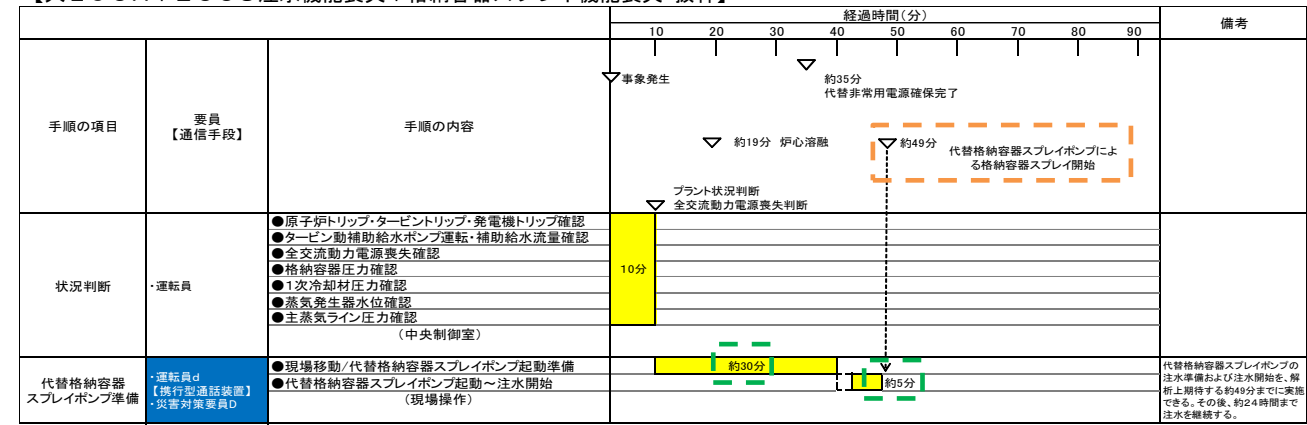 経過時間(分)
備考
10 20 30 40 50 60 70 80 90
手順の項目
要員
【通信手段】
手順の内容
事象発生
約35分
代替非常用電源確保完了
約19分 炉心溶融
約49分
代替格納容器スプレイポンプによ
る格納容器スプレイ開始
プラント状況判断
全交流動力電源喪失判断
状況判断
・運転員
●原子炉トリップ・タービントリップ・発電機トリップ確認
●タービン動補助給水ポンプ運転・補助給水流量確認
●全交流動力電源喪失確認
●格納容器圧力確認
●1次冷却材圧力確認
●蒸気発生器水位確認
●主蒸気ライン圧力確認
(中央制御室)
10分
代替格納容器
スプレイポンプ準備
・運転員d
【携行型通話装置】
・災害対策要員D
●現場移動/代替格納容器スプレイポンプ起動準備
●代替格納容器スプレイポンプ起動～注水開始
(現場操作)
約30分
約5分
代替格納容器スプレイポンプの
注水準備および注水開始を、解
析上期待する約49分までに実施
できる。その後、約24時間まで
注水を継続する。